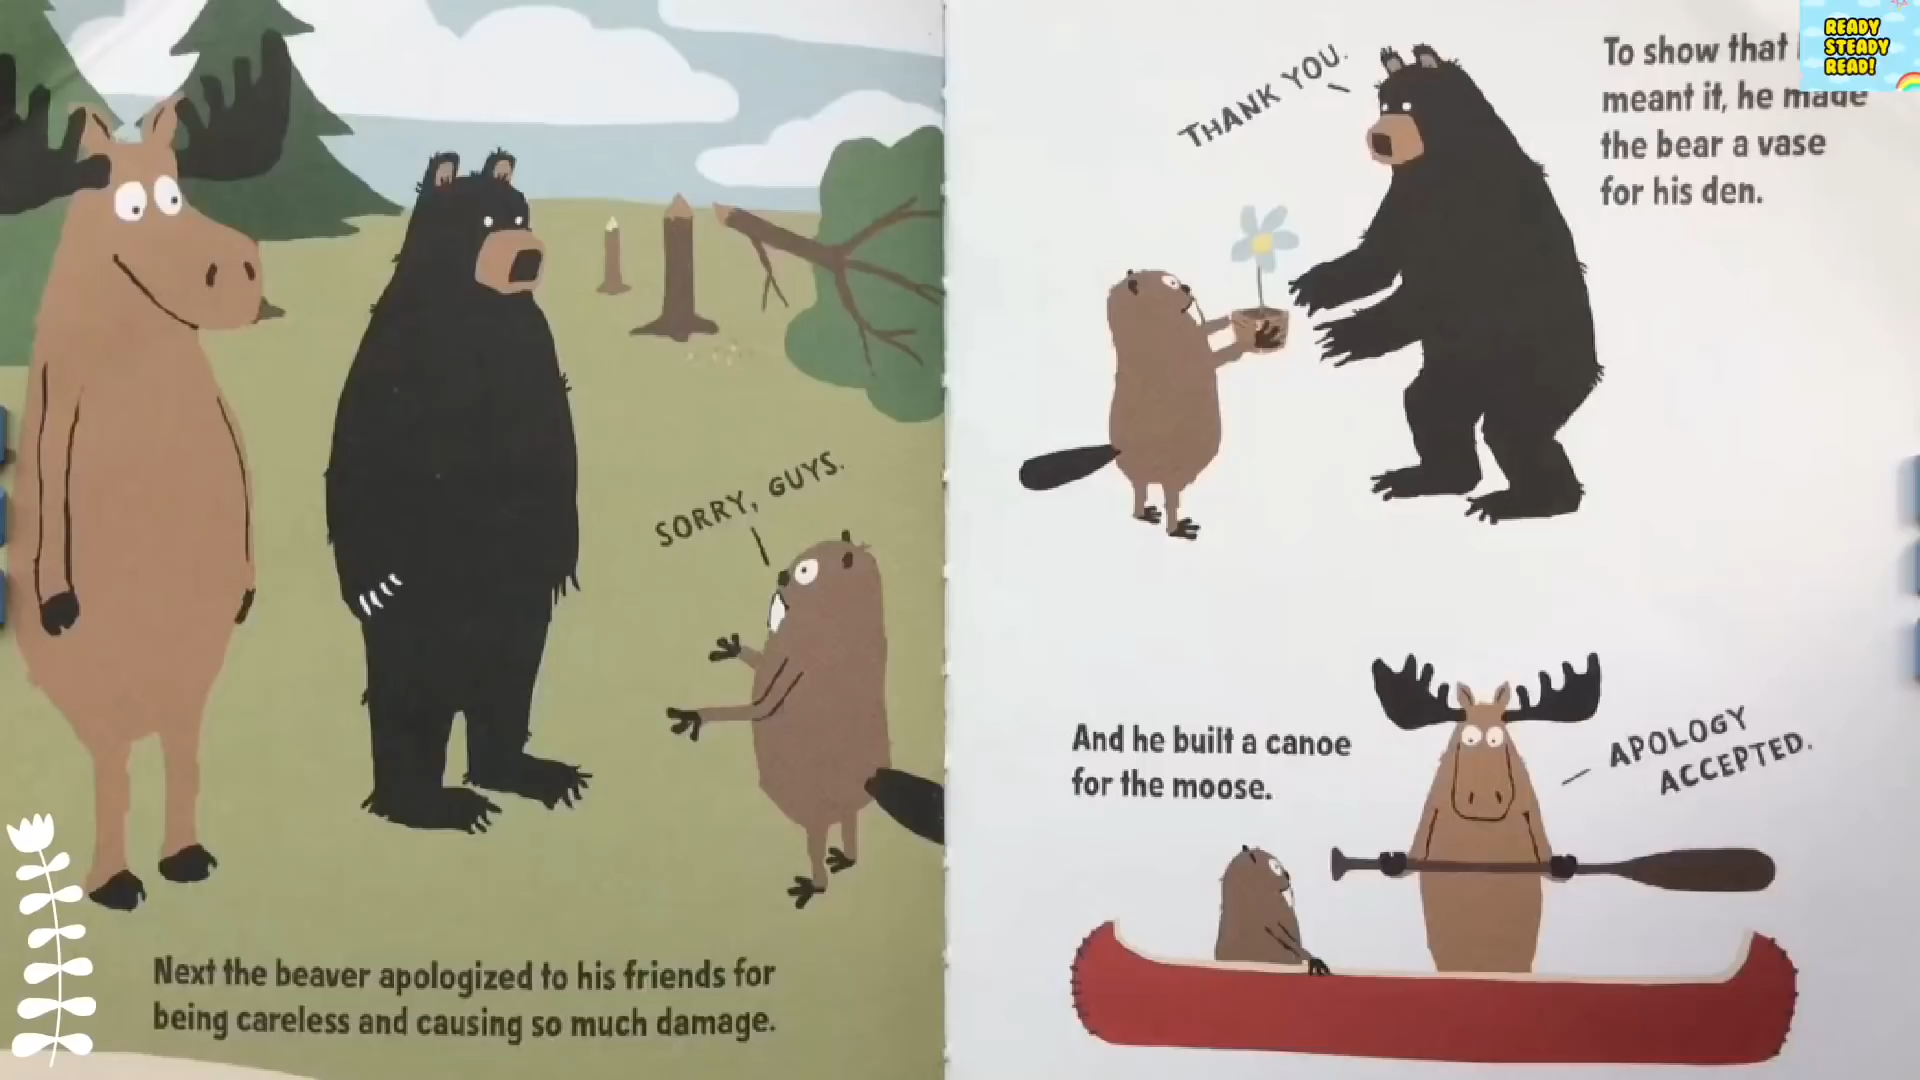 SORRY, GUYS.
Next the beaver apologized to his friends for
being careless and causing so much damage.
THANK YOU.
To show that
meant it, he made
the bear a vase
for his den.
And he built a canoe
for the moose.
APOLOGY
ACCEPTED.
READY
STEADY
READ!